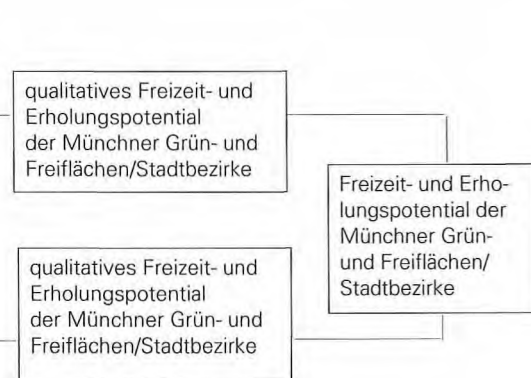 qualitatives Freizeit- und
Erholungspotential
der Münchner Grün- und
Freiflächen/Stadtbezirke
Freizeit- und Erho-
lungspotential der
Münchner Grün-
und Freiflächen/
Stadtbezirke
qualitatives Freizeit- und
Erholungspotential
der Münchner Grün- und
Freiflächen/Stadtbezirke